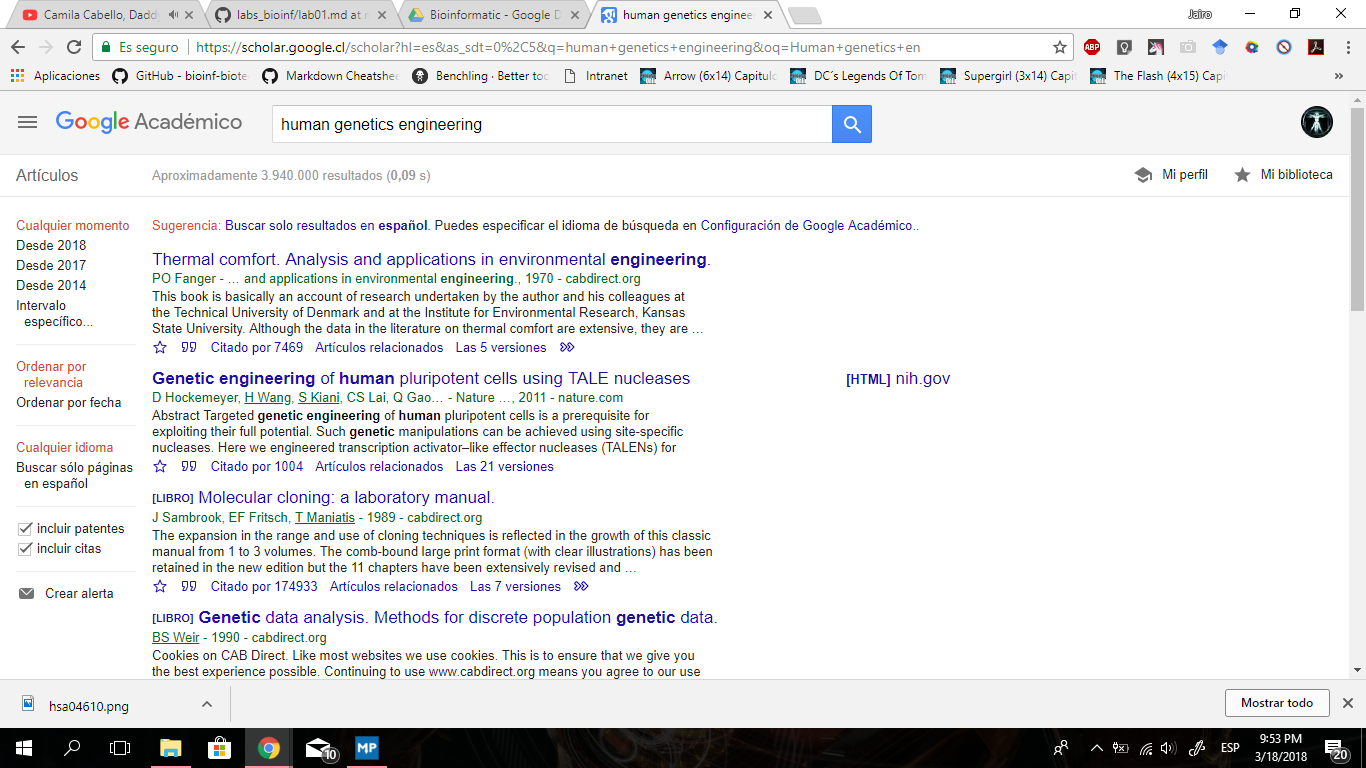 Camila Cabello, Daddy
labs_bioinf/lab01.md at
Bioinformatic - Google D
human genetics enginee
Jairo
Es seguro
https://scholar.google.cl/scholar?hl=es&as_sdt=0%2C5&q=human+genetics+engineering&oq=Human+genetics+en
ABP
Aplicaciones
GitHub - bioinf-biote
Markdown Cheatshee
Benchling · Better to
Intranet
Arrow (6x14) Capitulo
DC´s Legends Of Tom
Supergirl (3x14) Capi
The Flash (4x15) Capi
Google Académico
human genetics engineering
Artículos
Aproximadamente 3.940.000 resultados (0,09 s)
Mi perfil
Mi biblioteca
Cualquier momento
Desde 2018
Desde 2017
Desde 2014
Intervalo
específico...
Ordenar por
relevancia
Ordenar por fecha
Cualquier idioma
Buscar sólo páginas
en español
incluir patentes
incluir citas
Crear alerta
Sugerencia: Buscar solo resultados en español. Puedes especificar el idioma de búsqueda en Configuración de Google Académico..
Thermal comfort. Analysis and applications in environmental engineering.
PO Fanger - … and applications in environmental engineering., 1970 - cabdirect.org
This book is basically an account of research undertaken by the author and his colleagues at
the Technical University of Denmark and at the Institute for Environmental Research, Kansas
State University. Although the data in the literature on thermal comfort are extensive, they are …
Citado por 7469 Artículos relacionados Las 5 versiones
Genetic engineering of human pluripotent cells using TALE nucleases
[HTML] nih.gov
D Hockemeyer, H Wang, S Kiani, CS Lai, Q Gao… - Nature …, 2011 - nature.com
Abstract Targeted genetic engineering of human pluripotent cells is a prerequisite for
exploiting their full potential. Such genetic manipulations can be achieved using site-specific
nucleases. Here we engineered transcription activator–like effector nucleases (TALENs) for
Citado por 1004 Artículos relacionados Las 21 versiones
[LIBRO] Molecular cloning: a laboratory manual.
J Sambrook, EF Fritsch, T Maniatis - 1989 - cabdirect.org
The expansion in the range and use of cloning techniques is reflected in the growth of this classic
manual from 1 to 3 volumes. The comb-bound large print format (with clear illustrations) has been
retained in the new edition but the 11 chapters have been extensively revised and …
Citado por 174933 Artículos relacionados Las 7 versiones
[LIBRO] Genetic data analysis. Methods for discrete population genetic data.
BS Weir - 1990 - cabdirect.org
Cookies on CAB Direct. Like most websites we use cookies. This is to ensure that we give you
the best experience possible. Continuing to use www.cabdirect.org means you agree to our use
hsa04610.png
Mostrar todo
10
MP
ESP
9:53 PM
3/18/2018
20